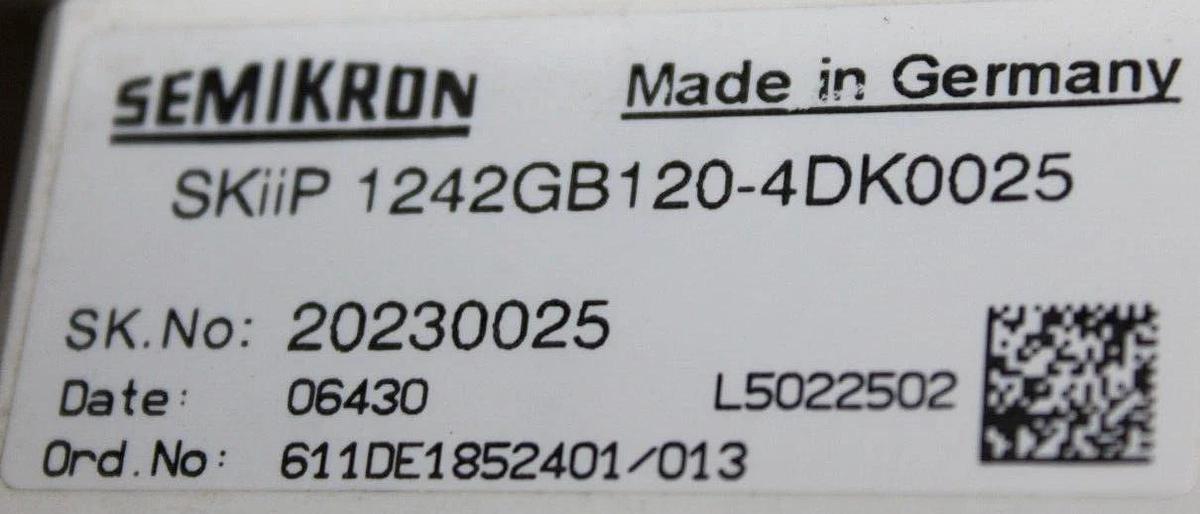 SEMIKRON Made in Germany
SKiiP 1242GB120-4DK0025
SK.No: 20230025
Date: 06430 L5022502
Ord.No: 611DE1852401/013